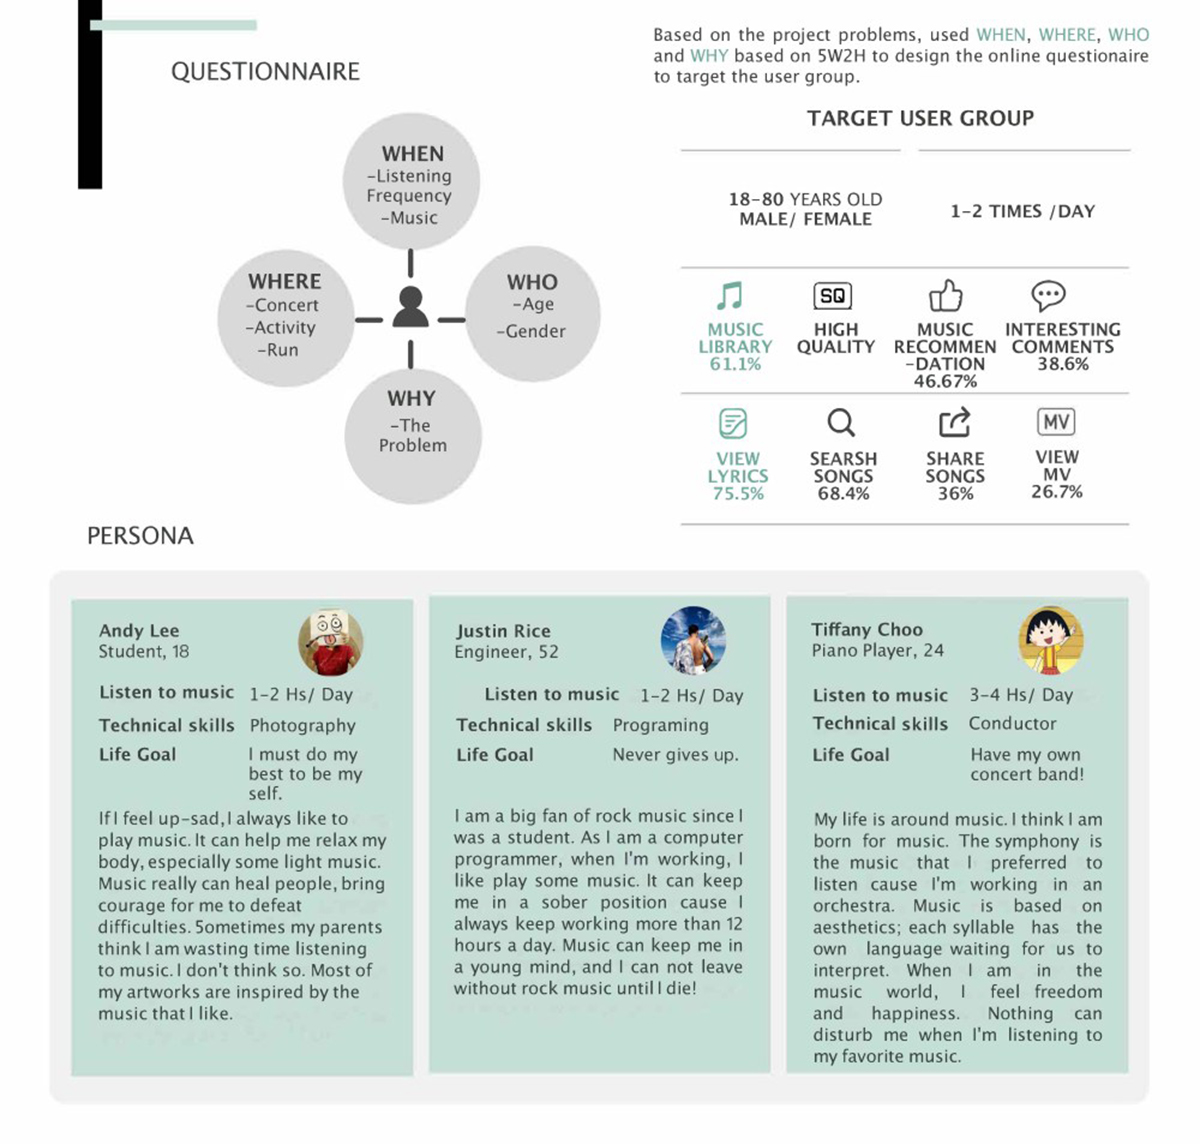 QUESTIONNAIRE
Based on the project problems, used WHEN, WHERE, WHO
and WHY based on 5W2H to design the online questionaire
to target the user group.
WHEN
-Listening
Frequency
-Music
WHERE
-Concert
-Activity
-Run
WHO
-Age
-Gender
WHY
-The
Problem
TARGET USER GROUP
18-80 YEARS OLD
MALE/ FEMALE
1-2 TIMES /DAY
MUSIC
LIBRARY
61.1%
SQ
HIGH
QUALITY
MUSIC
RECOMMEN
-DATION
46.67%
INTERESTING
COMMENTS
38.6%
VIEW
LYRICS
75.5%
SEARSH
SONGS
68.4%
SHARE
SONGS
36%
MV
VIEW
MV
26.7%
PERSONA
Andy Lee
Student, 18
Listen to music 1-2 Hs/ Day
Technical skills Photography
Life Goal I must do my
best to be my
self.
If I feel up-sad, I always like to
play music. It can help me relax my
body, especially some light music.
Music really can heal people, bring
courage for me to defeat
difficulties. Sometimes my parents
think I am wasting time listening
to music. I don't think so. Most of
my artworks are inspired by the
music that I like.
Justin Rice
Engineer, 52
Listen to music 1-2 Hs/ Day
Technical skills Programing
Life Goal Never gives up.
I am a big fan of rock music since I
was a student. As I am a computer
programmer, when I'm working, I
like play some music. It can keep
me in a sober position cause I
always keep working more than 12
hours a day. Music can keep me in
a young mind, and I can not leave
without rock music until I die!
Tiffany Choo
Piano Player, 24
Listen to music 3-4 Hs/ Day
Technical skills Conductor
Life Goal Have my own
concert band!
My life is around music. I think I am
born for music. The symphony is
the music that I preferred to
listen cause I'm working in an
orchestra. Music is based on
aesthetics; each syllable has the
own language waiting for us to
interpret. When I am in the
music world, I feel freedom
and happiness. Nothing can
disturb me when I'm listening to
my favorite music.